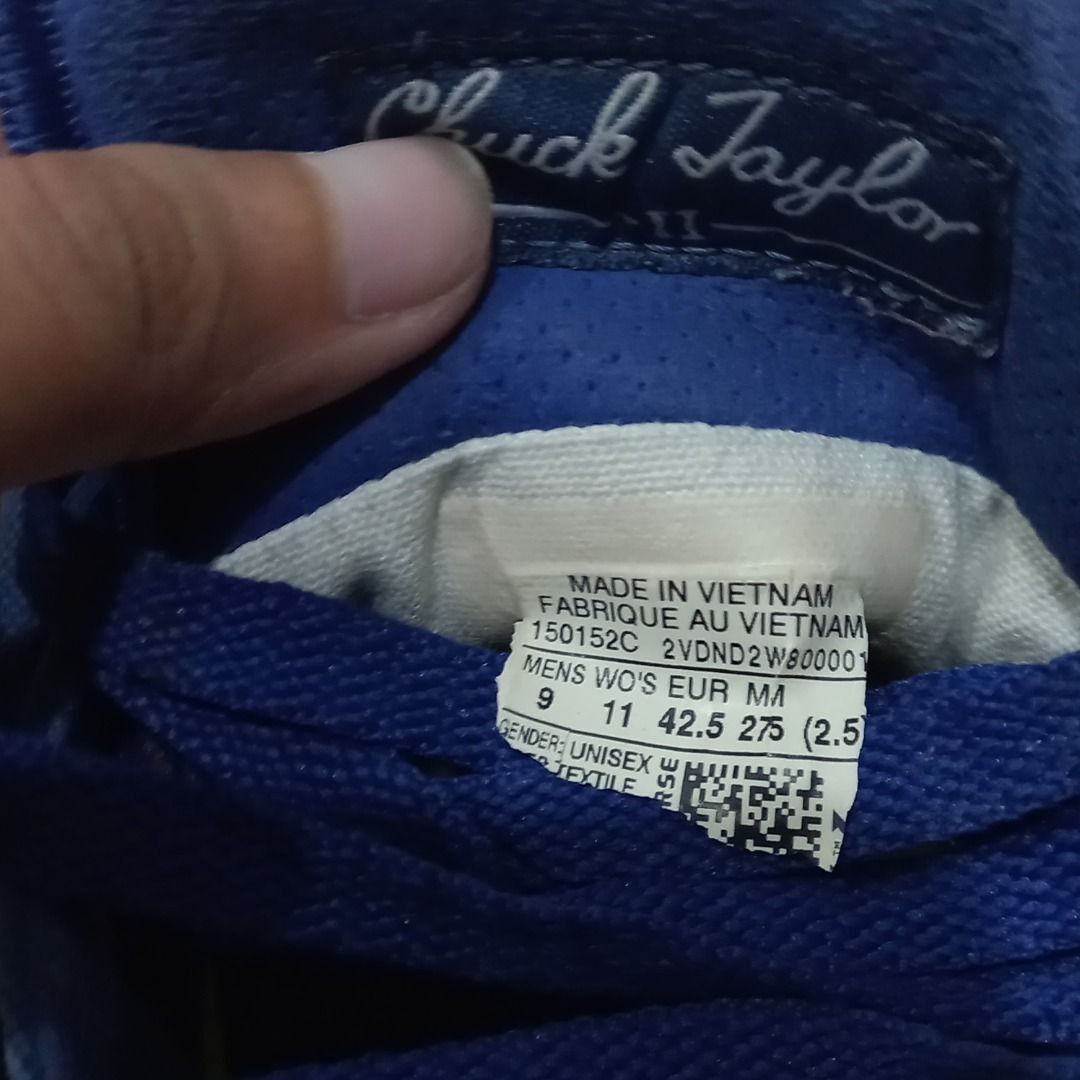 Chuck Taylor
II
MADE IN VIETNAM
FABRIQUE AU VIETNAM
150152C 2VDND2W80000
MENS WO'S EUR MM
9 11 42.5 275 (2.5)
GENDER: UNISEX
TEXTILE